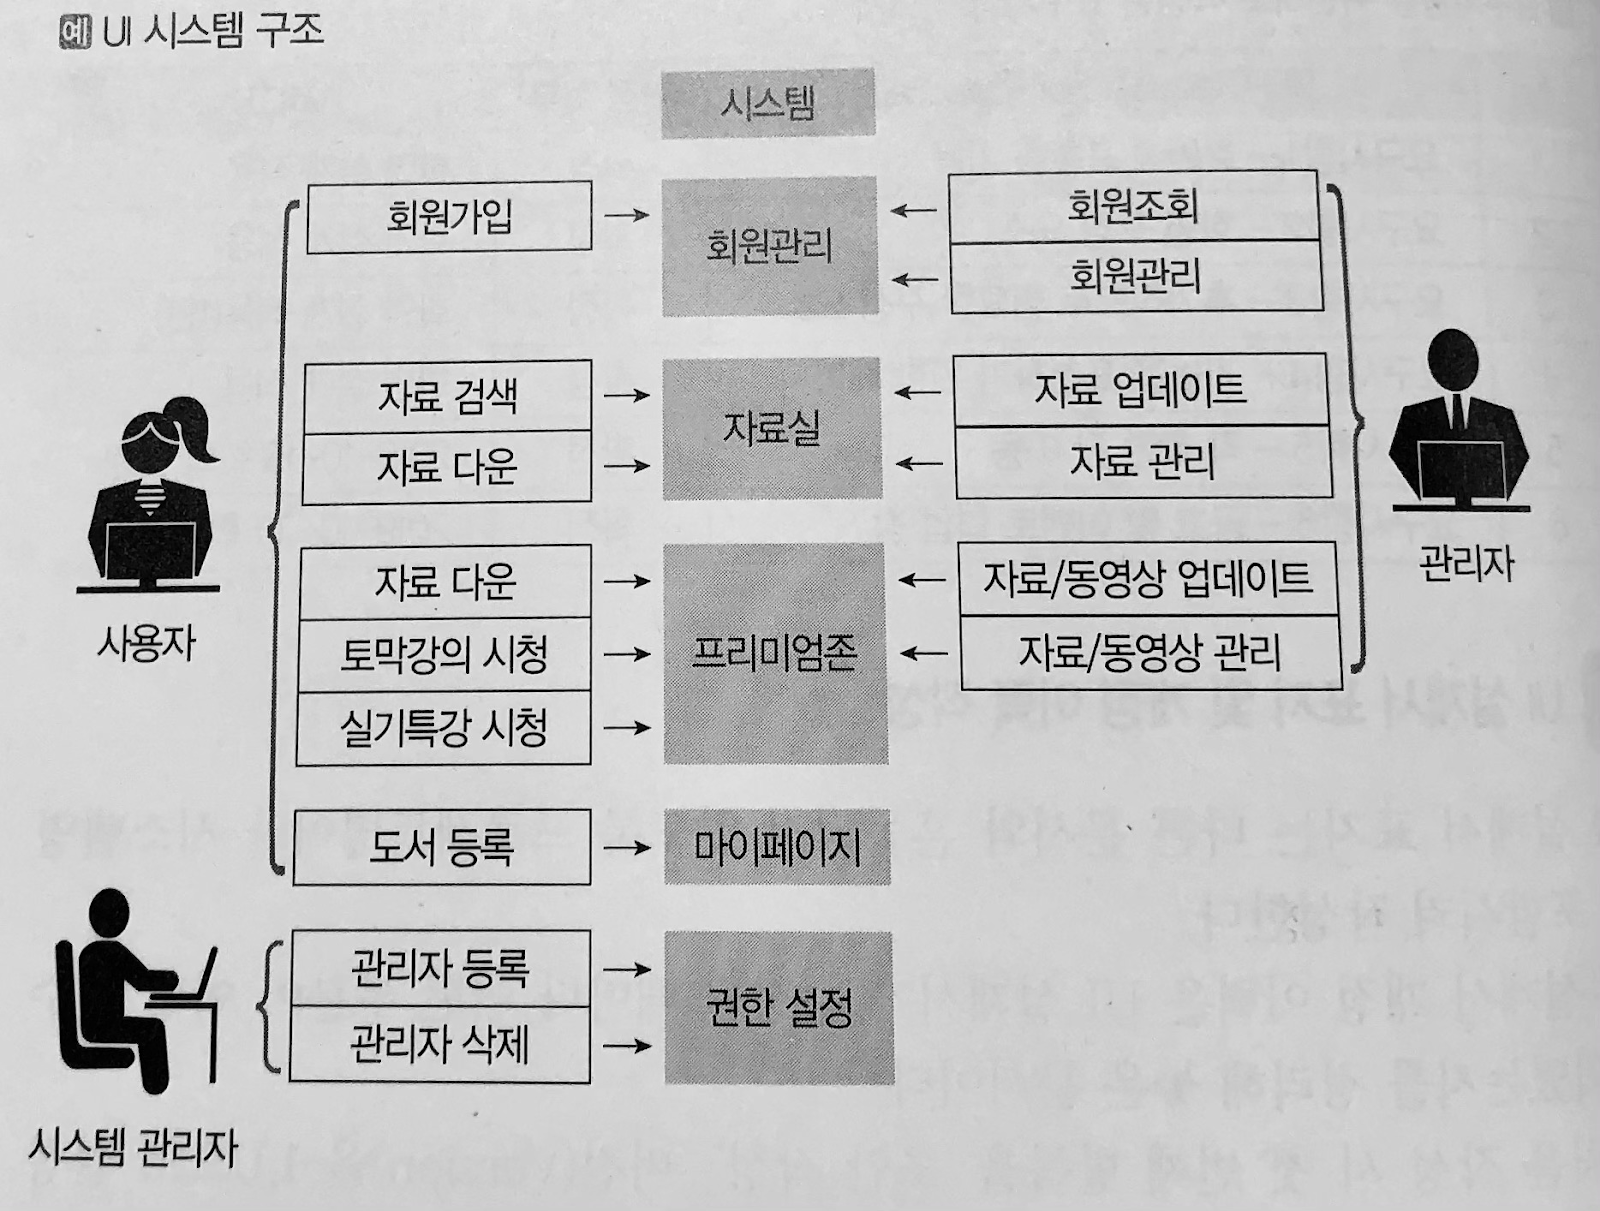 예 UI 시스템 구조
시스템
회원가입
회원관리
회원조회
회원관리
자료 검색
자료 다운
자료실
자료 업데이트
자료 관리
사용자
관리자
자료 다운
토막강의 시청
실기특강 시청
프리미엄존
자료/동영상 업데이트
자료/동영상 관리
도서 등록
마이페이지
관리자 등록
관리자 삭제
권한 설정
시스템 관리자